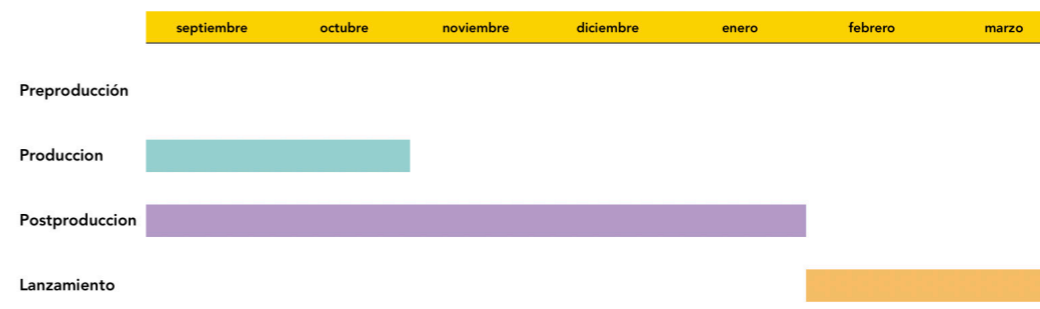 septiembre octubre noviembre diciembre enero febrero marzo
Preproducción
Produccion
Postproduccion
Lanzamiento